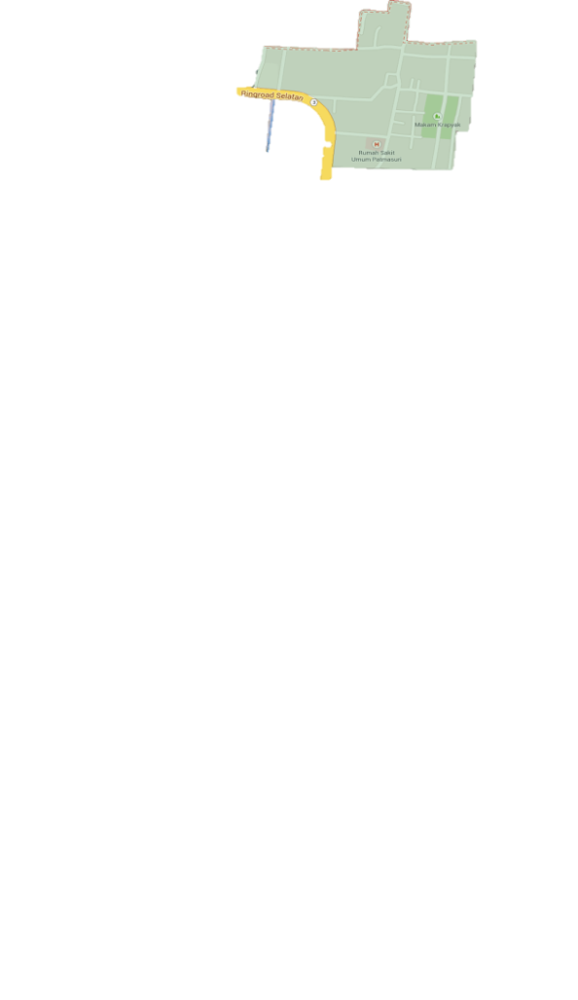 Ringroad Selatan
Makam Krapyak
Rumah Sakit
Umum Patmasuri